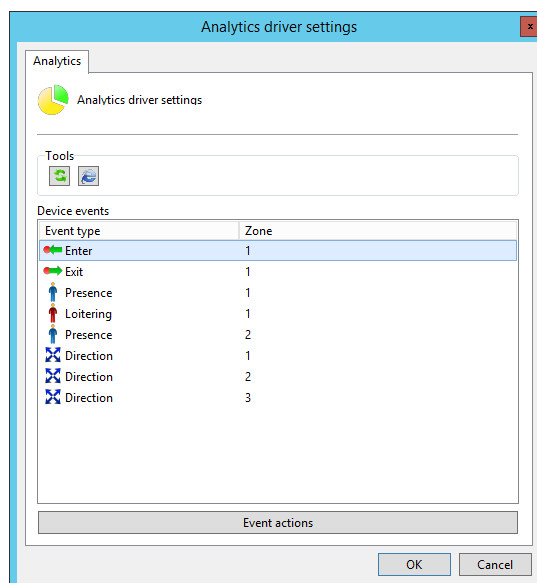 Analytics driver settings
x
Analytics
Analytics driver settings
Tools
Device events
Event type Zone
Enter 1
Exit 1
Presence 1
Loitering 1
Presence 2
Direction 1
Direction 2
Direction 3
Event actions
OK Cancel